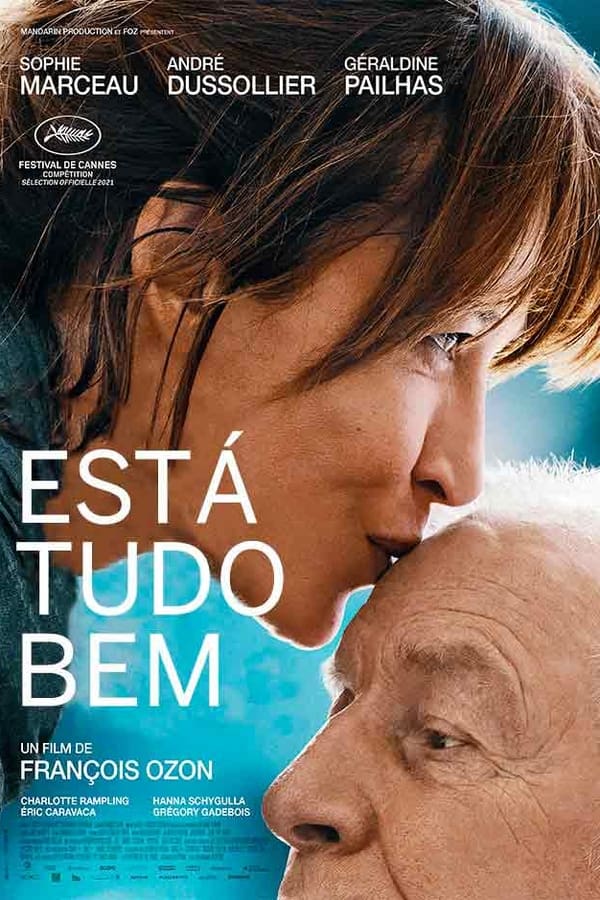 MANDARIN PRODUCTION ET FOZ PRÉSENTENT
SOPHIE MARCEAU
ANDRÉ DUSSOLLIER
GÉRALDINE PAILHAS
FESTIVAL DE CANNES
COMPÉTITION
SÉLECTION OFFICIELLE 2021
ESTÁ
TUDO
BEM
UN FILM DE
FRANÇOIS OZON
CHARLOTTE RAMPLING HANNA SCHYGULLA
ÉRIC CARAVACA GRÉGORY GADEBOIS